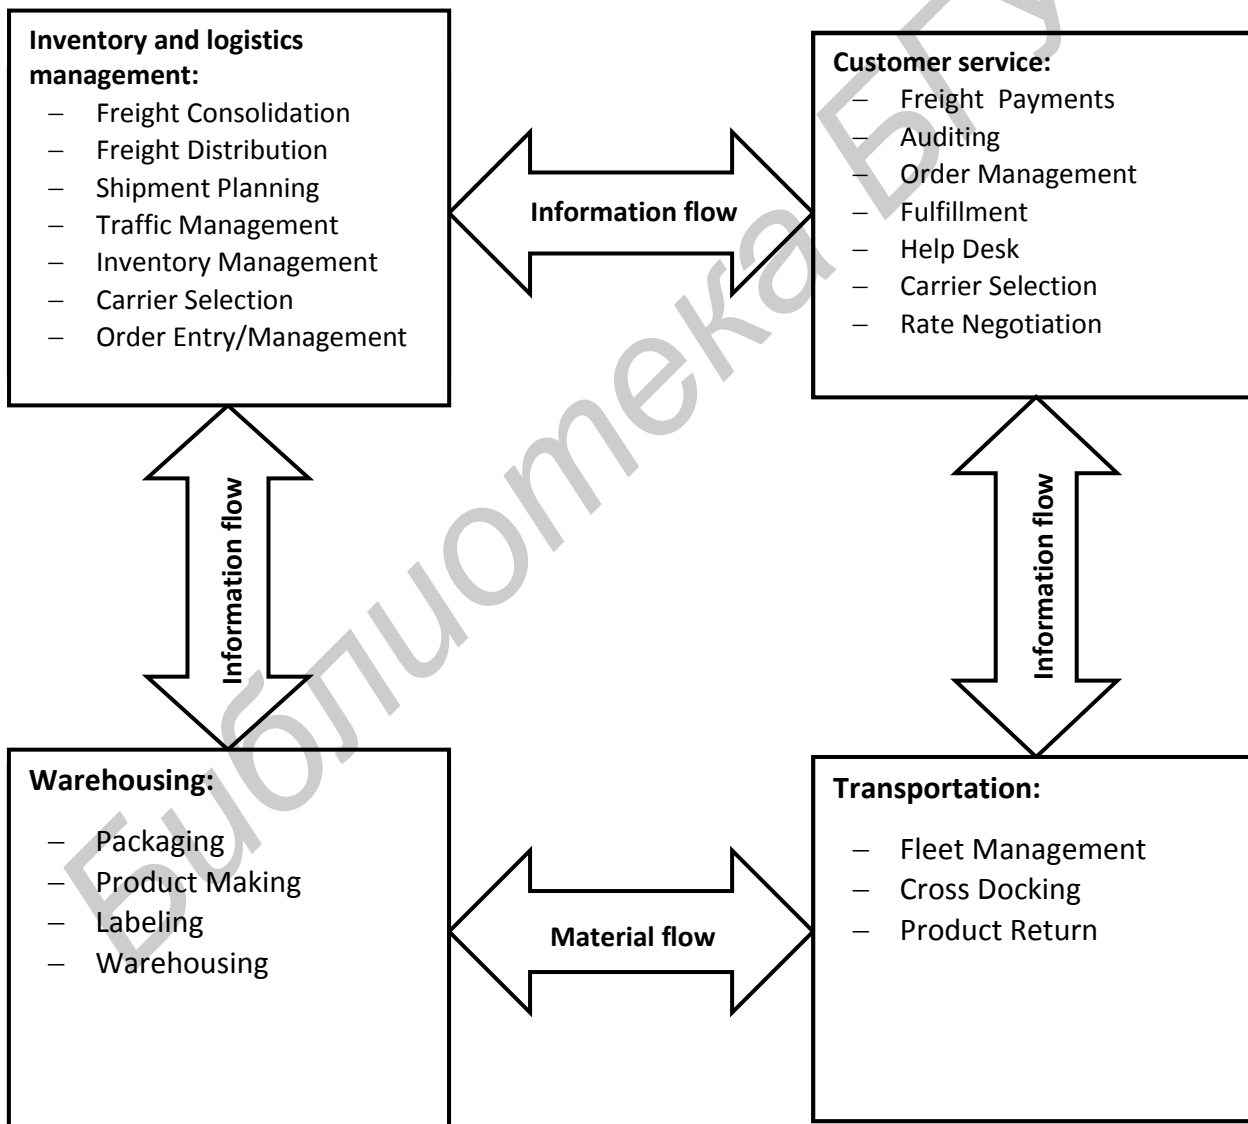 Inventory and logistics
management:
– Freight Consolidation
– Freight Distribution
– Shipment Planning
– Traffic Management
– Inventory Management
– Carrier Selection
– Order Entry/Management
Information flow
Customer service:
– Freight Payments
– Auditing
– Order Management
– Fulfillment
– Help Desk
– Carrier Selection
– Rate Negotiation
Information flow
Information flow
Warehousing:
– Packaging
– Product Making
– Labeling
– Warehousing
Material flow
Transportation:
– Fleet Management
– Cross Docking
– Product Return
Библиотека БГУ